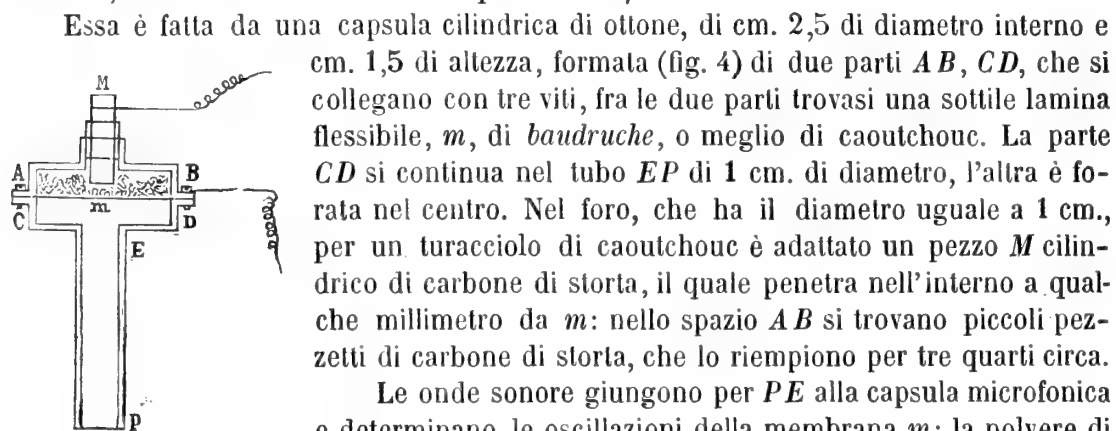 Essa è fatta da una capsula cilindrica di ottone, di cm. 2,5 di diametro interno e
cm. 1,5 di altezza, formata (fig. 4) di due parti AB, CD, che si
collegano con tre viti, fra le due parti trovasi una sottile lamina
flessibile, m, di baudruche, o meglio di caoutchouc. La parte
CD si continua nel tubo EP di 1 cm. di diametro, l'altra è fo-
rata nel centro. Nel foro, che ha il diametro uguale a 1 cm.,
per un turacciolo di caoutchouc è adattato un pezzo M cilin-
drico di carbone di storta, il quale penetra nell'interno a qual-
che millimetro da m: nello spazio AB si trovano piccoli pez-
zetti di carbone di storta, che lo riempiono per tre quarti circa.
Le onde sonore giungono per PE alla capsula microfonica
e determinano le oscillazioni della membrana m: la polvere di
M
A
B
m
C
D
E
P